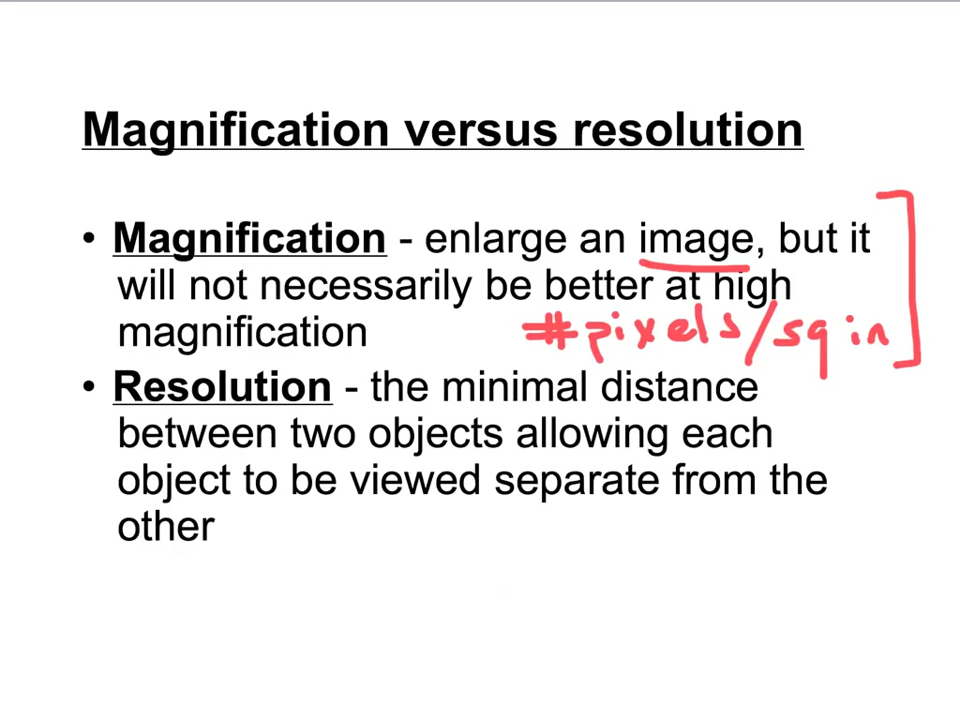 Magnification versus resolution
• Magnification - enlarge an image, but it
will not necessarily be better at high
magnification
#pixels/sq in
• Resolution - the minimal distance
between two objects allowing each
object to be viewed separate from the
other